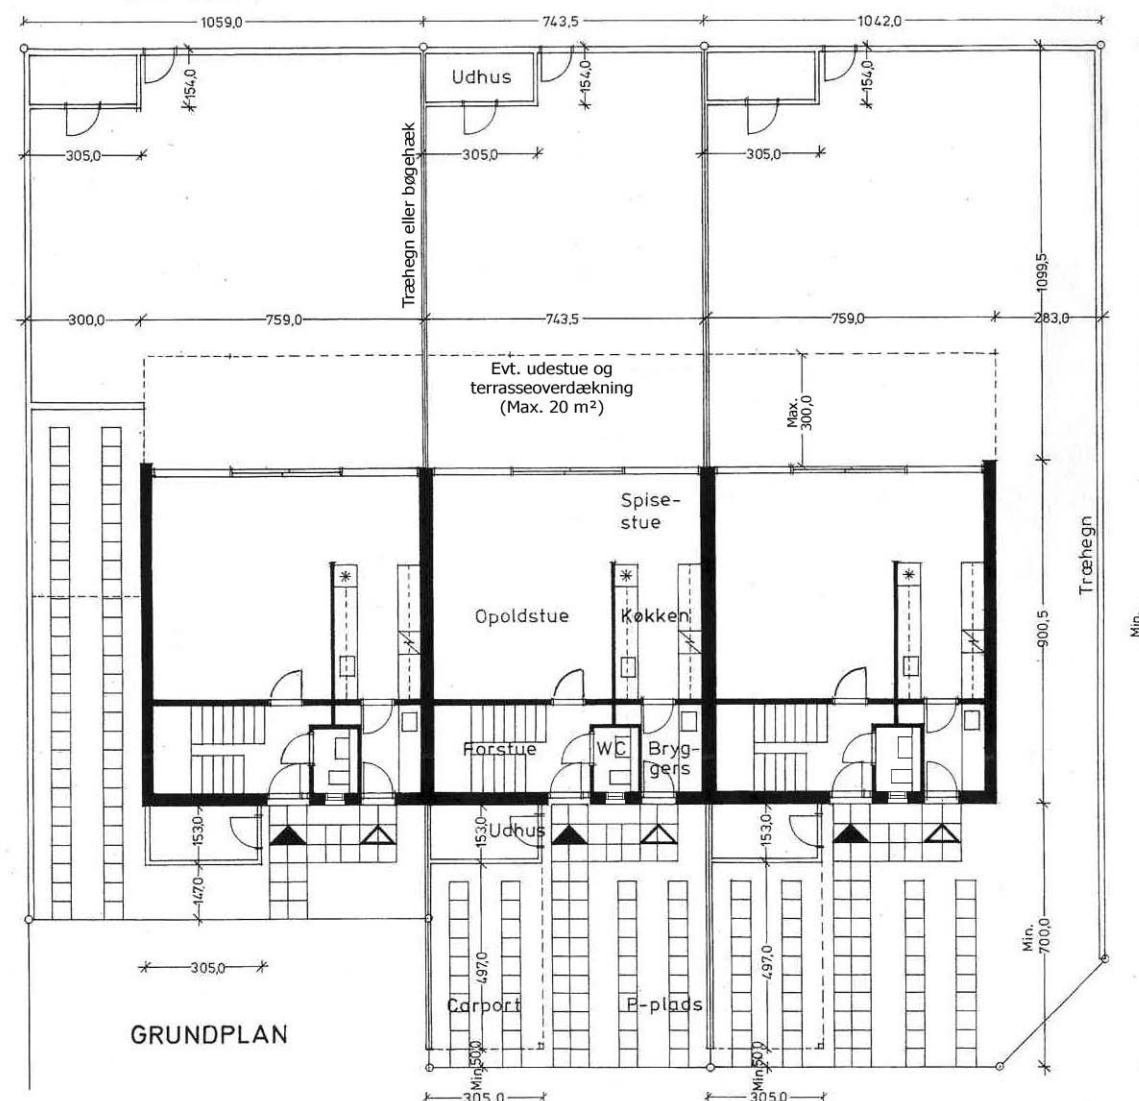 1059,0
743,5
1042,0
154,0
Udhus
154,0
154,0
305,0
305,0
305,0
Træhegn eller bøgehæk
1099,5
300,0
759,0
743,5
759,0
283,0
Evt. udestue og
terrasseoverdækning
(Max. 20 m²)
Max.
300,0
Spise-
stue
Træhegn
Opoldstue
Køkken
900,5
Min.
Forstue
WC
Bryg-
gers
153,0
153,0
Udhus
153,0
147,0
497,0
497,0
Min.
700,0
305,0
Carport
P-plads
GRUNDPLAN
Min.50,0
Min.50,0
305,0
305,0